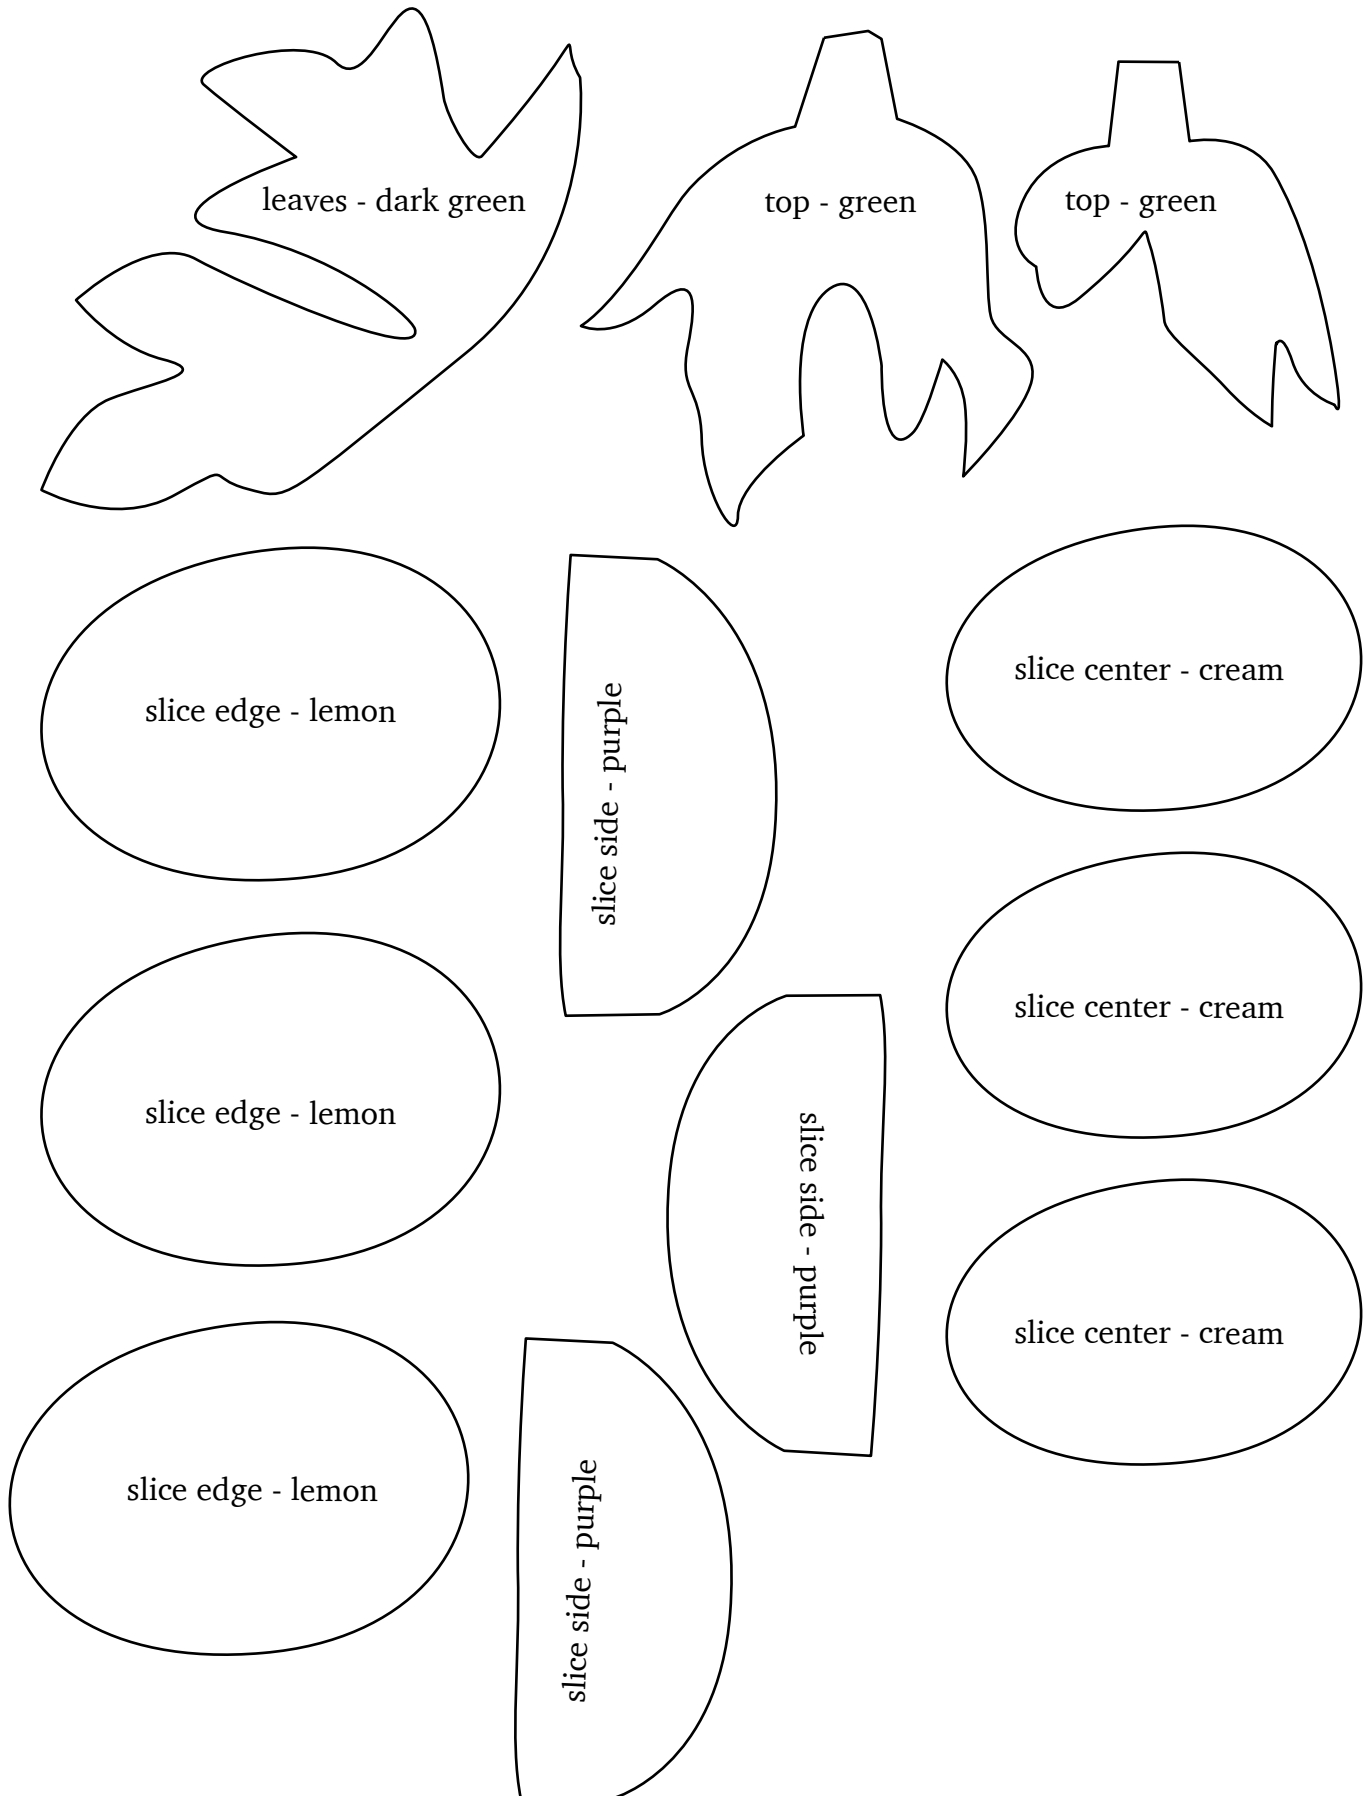 leaves - dark green
top - green
top - green
slice edge - lemon
slice side - purple
slice center - cream
slice edge - lemon
slice side - purple
slice center - cream
slice edge - lemon
slice side - purple
slice center - cream